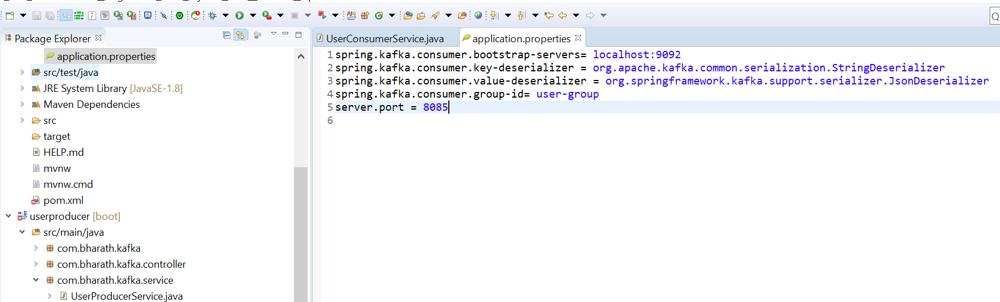 Package Explorer
application.properties
src/test/java
JRE System Library [JavaSE-1.8]
Maven Dependencies
src
target
HELP.md
mvnw
mvnw.cmd
pom.xml
userproducer [boot]
src/main/java
com.bharath.kafka
com.bharath.kafka.controller
com.bharath.kafka.service
UserProducerService.java
UserConsumerService.java
application.properties
1 spring.kafka.consumer.bootstrap-servers= localhost:9092
2 spring.kafka.consumer.key-deserializer = org.apache.kafka.common.serialization.StringDeserializer
3 spring.kafka.consumer.value-deserializer = org.springframework.kafka.support.serializer.JsonDeserializer
4 spring.kafka.consumer.group-id= user-group
5 server.port = 8085
6